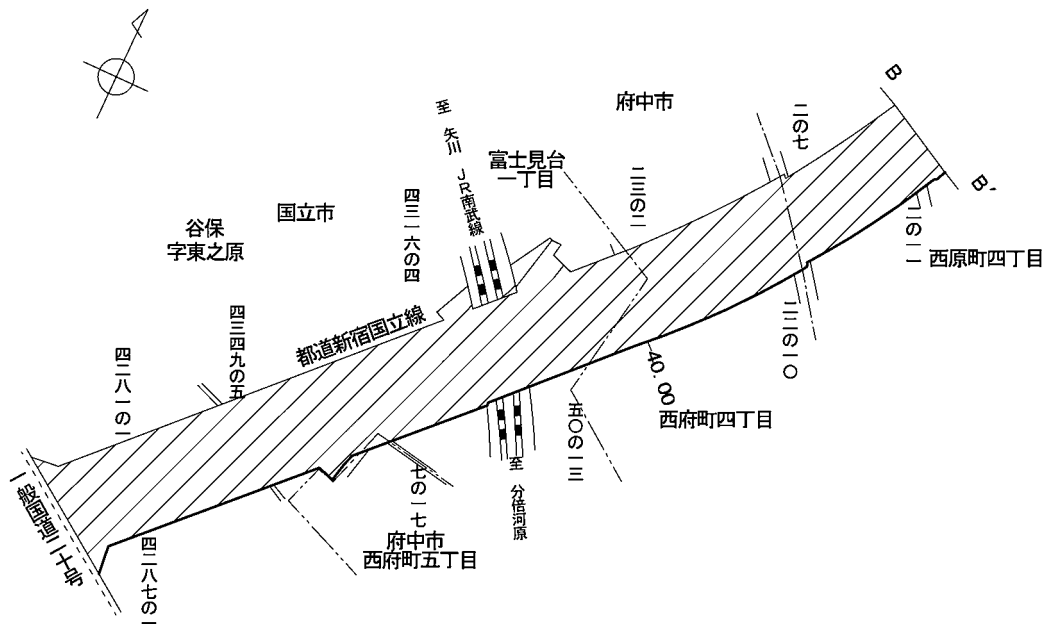 B
B'
府中市
二の七
至 矢川
JR南武線
富士見台
一丁目
二三の二
四三一六の四
国立市
谷保
字東之原
二の一一
西原町四丁目
都道新宿国立線
四三四九の五
四二八一の一
二二の一〇
40.00
西府町四丁目
五〇の一三
至 分倍河原
七の一七
府中市
西府町五丁目
一般国道二十号
四二八七の一